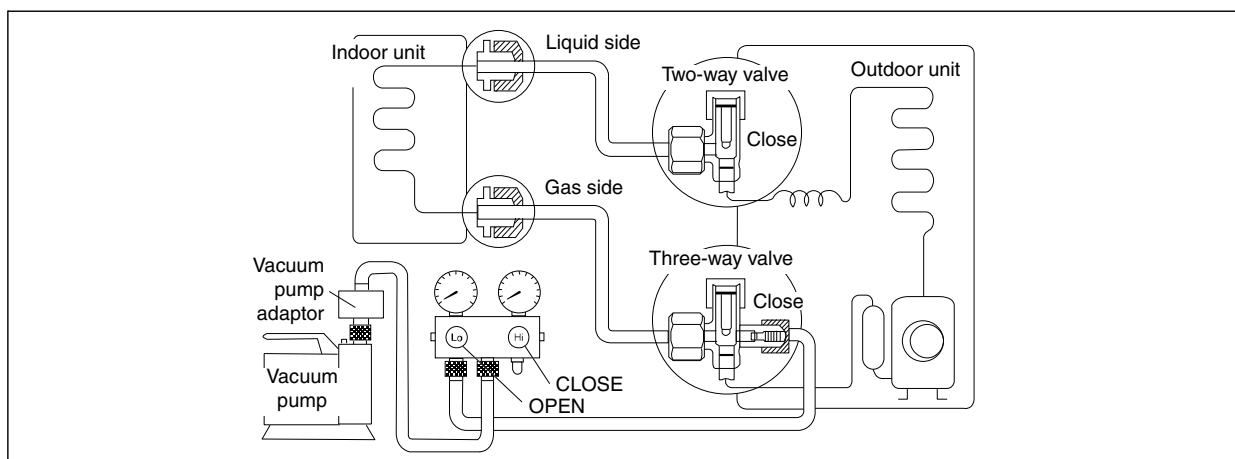 Indoor unit
Liquid side
Two-way valve
Close
Outdoor unit
Gas side
Three-way valve
Close
Vacuum
pump
adaptor
Lo
Hi
CLOSE
OPEN
Vacuum
pump